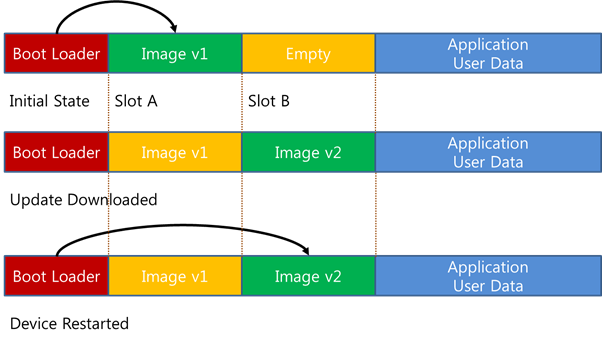 Boot Loader Image v1 Empty Application
User Data
Initial State Slot A Slot B
Boot Loader Image v1 Image v2 Application
User Data
Update Downloaded
Boot Loader Image v1 Image v2 Application
User Data
Device Restarted